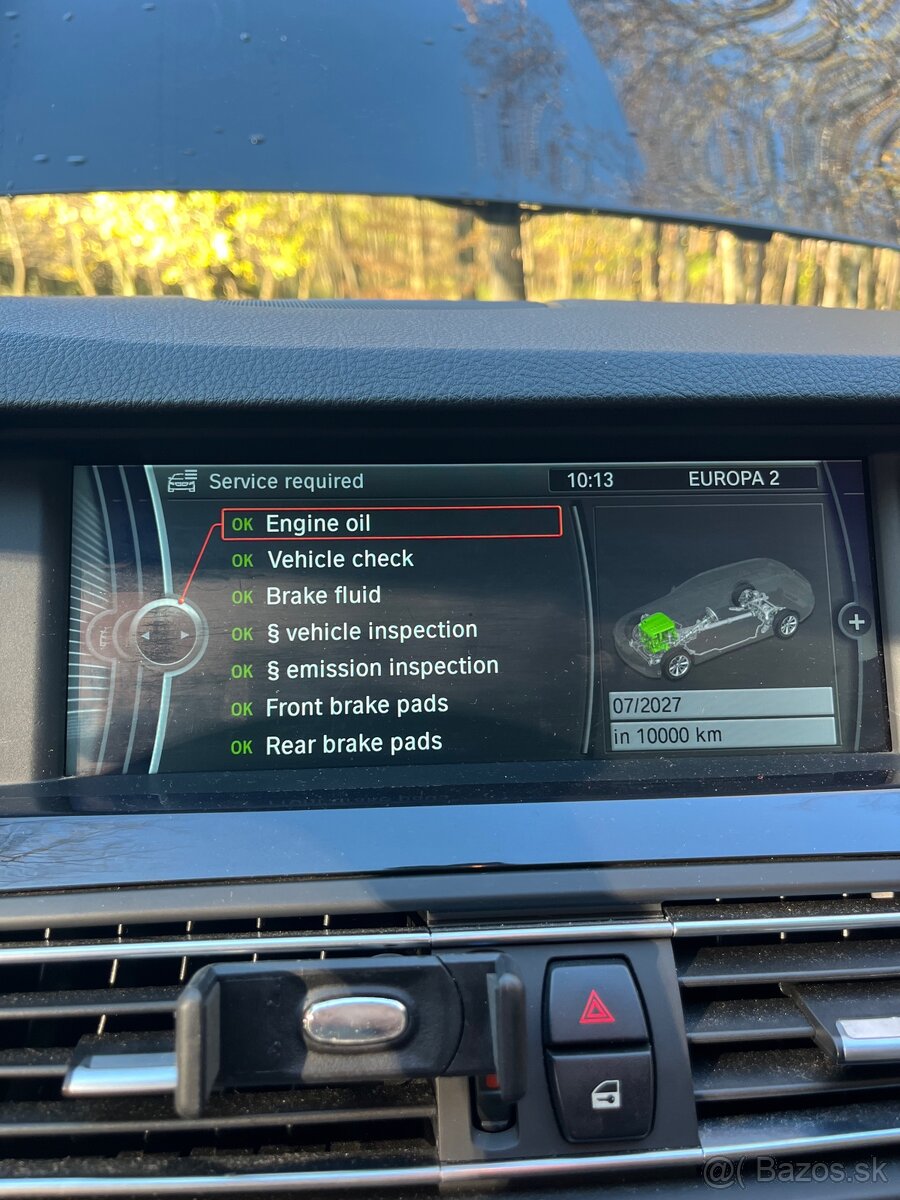 Service required
10:13
EUROPA 2
OK Engine oil
OK Vehicle check
OK Brake fluid
OK § vehicle inspection
OK § emission inspection
OK Front brake pads
OK Rear brake pads
07/2027
in 10000 km
+
@( Bazos.sk